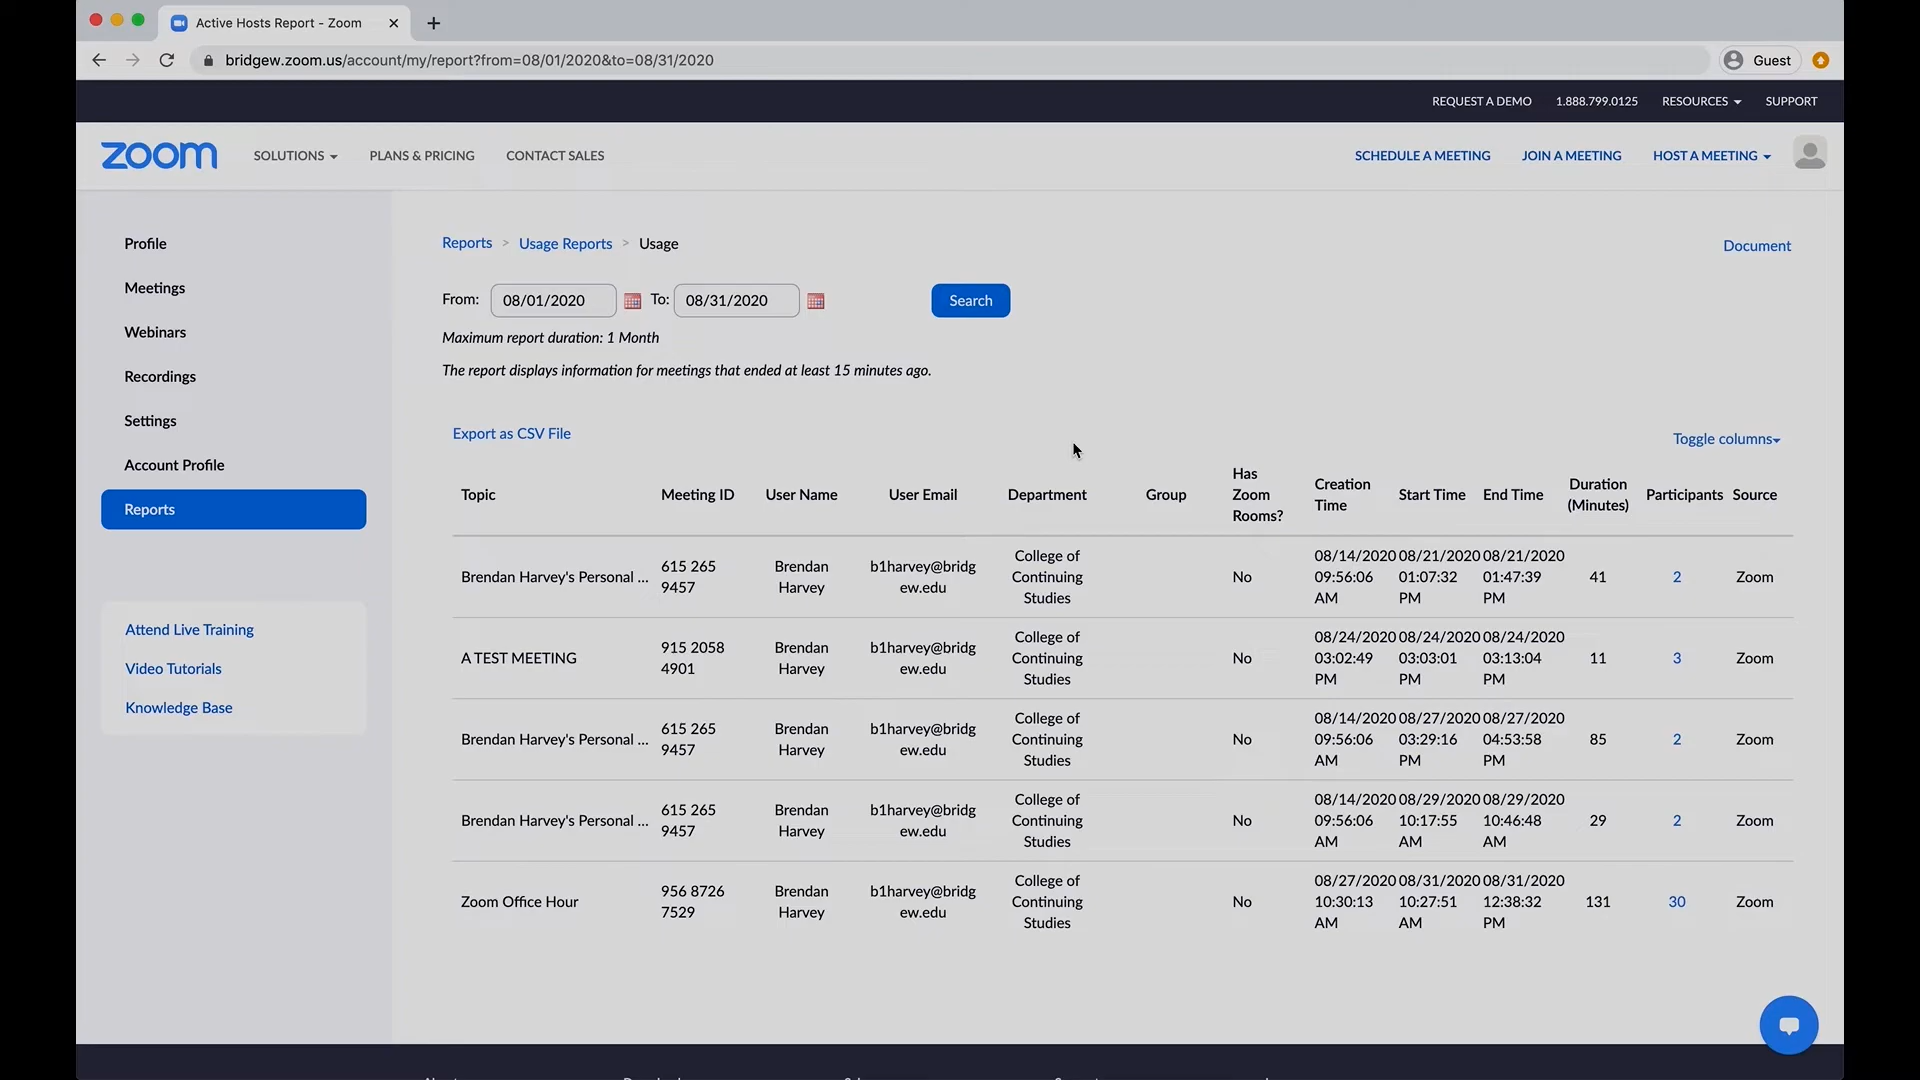 Active Hosts Report - Zoom
bridgew.zoom.us/account/my/report?from=08/01/2020&to=08/31/2020
Guest
REQUEST A DEMO 1.888.799.0125 RESOURCES SUPPORT
zoom SOLUTIONS PLANS & PRICING CONTACT SALES SCHEDULE A MEETING JOIN A MEETING HOST A MEETING
Profile
Meetings
Webinars
Recordings
Settings
Account Profile
Reports
Attend Live Training
Video Tutorials
Knowledge Base
Reports > Usage Reports > Usage
Document
From: 08/01/2020 To: 08/31/2020 Search
Maximum report duration: 1 Month
The report displays information for meetings that ended at least 15 minutes ago.
Export as CSV File
Toggle columns
Topic Meeting ID User Name User Email Department Group Has Zoom Rooms? Creation Time Start Time End Time Duration (Minutes) Participants Source
Brendan Harvey's Personal ... 615 265 9457 Brendan Harvey b1harvey@bridgew.edu College of Continuing Studies No 08/14/2020 09:56:06 AM 08/21/2020 01:07:32 PM 08/21/2020 01:47:39 PM 41 2 Zoom
A TEST MEETING 915 2058 4901 Brendan Harvey b1harvey@bridgew.edu College of Continuing Studies No 08/24/2020 03:02:49 PM 08/24/2020 03:03:01 PM 08/24/2020 03:13:04 PM 11 3 Zoom
Brendan Harvey's Personal ... 615 265 9457 Brendan Harvey b1harvey@bridgew.edu College of Continuing Studies No 08/14/2020 09:56:06 AM 08/27/2020 03:29:16 PM 08/27/2020 04:53:58 PM 85 2 Zoom
Brendan Harvey's Personal ... 615 265 9457 Brendan Harvey b1harvey@bridgew.edu College of Continuing Studies No 08/14/2020 09:56:06 AM 08/29/2020 10:17:55 AM 08/29/2020 10:46:48 AM 29 2 Zoom
Zoom Office Hour 956 8726 7529 Brendan Harvey b1harvey@bridgew.edu College of Continuing Studies No 08/27/2020 10:30:13 AM 08/31/2020 10:27:51 AM 08/31/2020 12:38:32 PM 131 30 Zoom